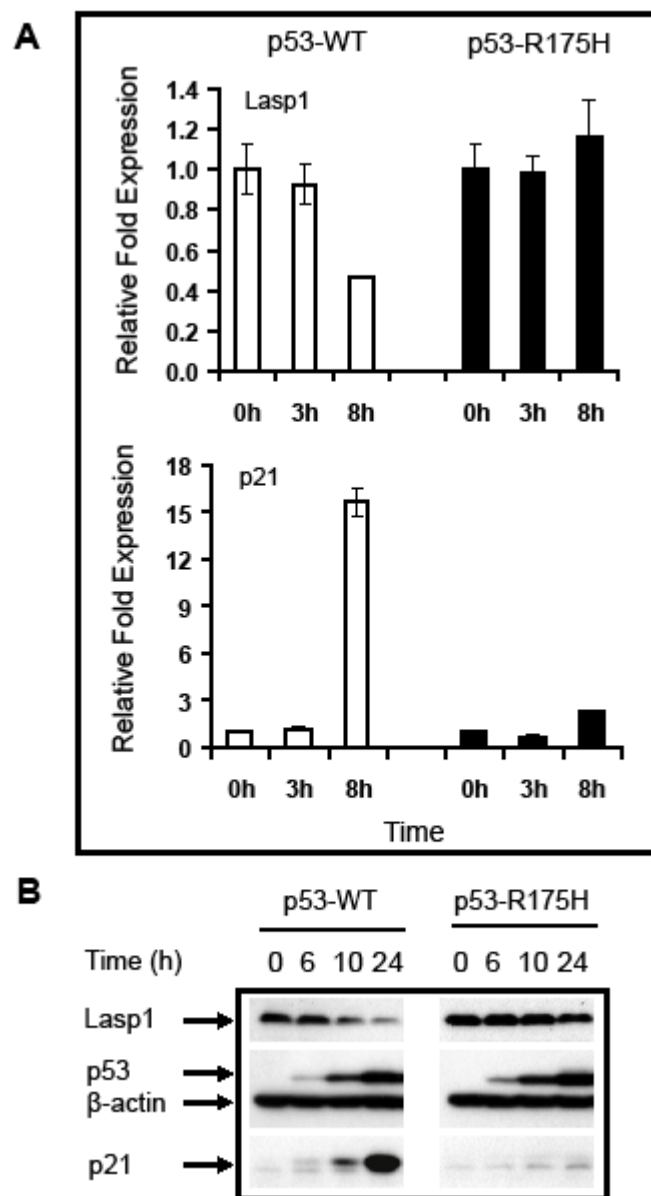 A
p53-WT p53-R175H
Relative Fold Expression
Lasp1
1.4
1.2
1.0
0.8
0.6
0.4
0.2
0.0
0h 3h 8h 0h 3h 8h
Relative Fold Expression
p21
18
15
12
9
6
3
0
0h 3h 8h 0h 3h 8h
Time
B
p53-WT p53-R175H
Time (h) 0 6 10 24 0 6 10 24
Lasp1
p53
β-actin
p21